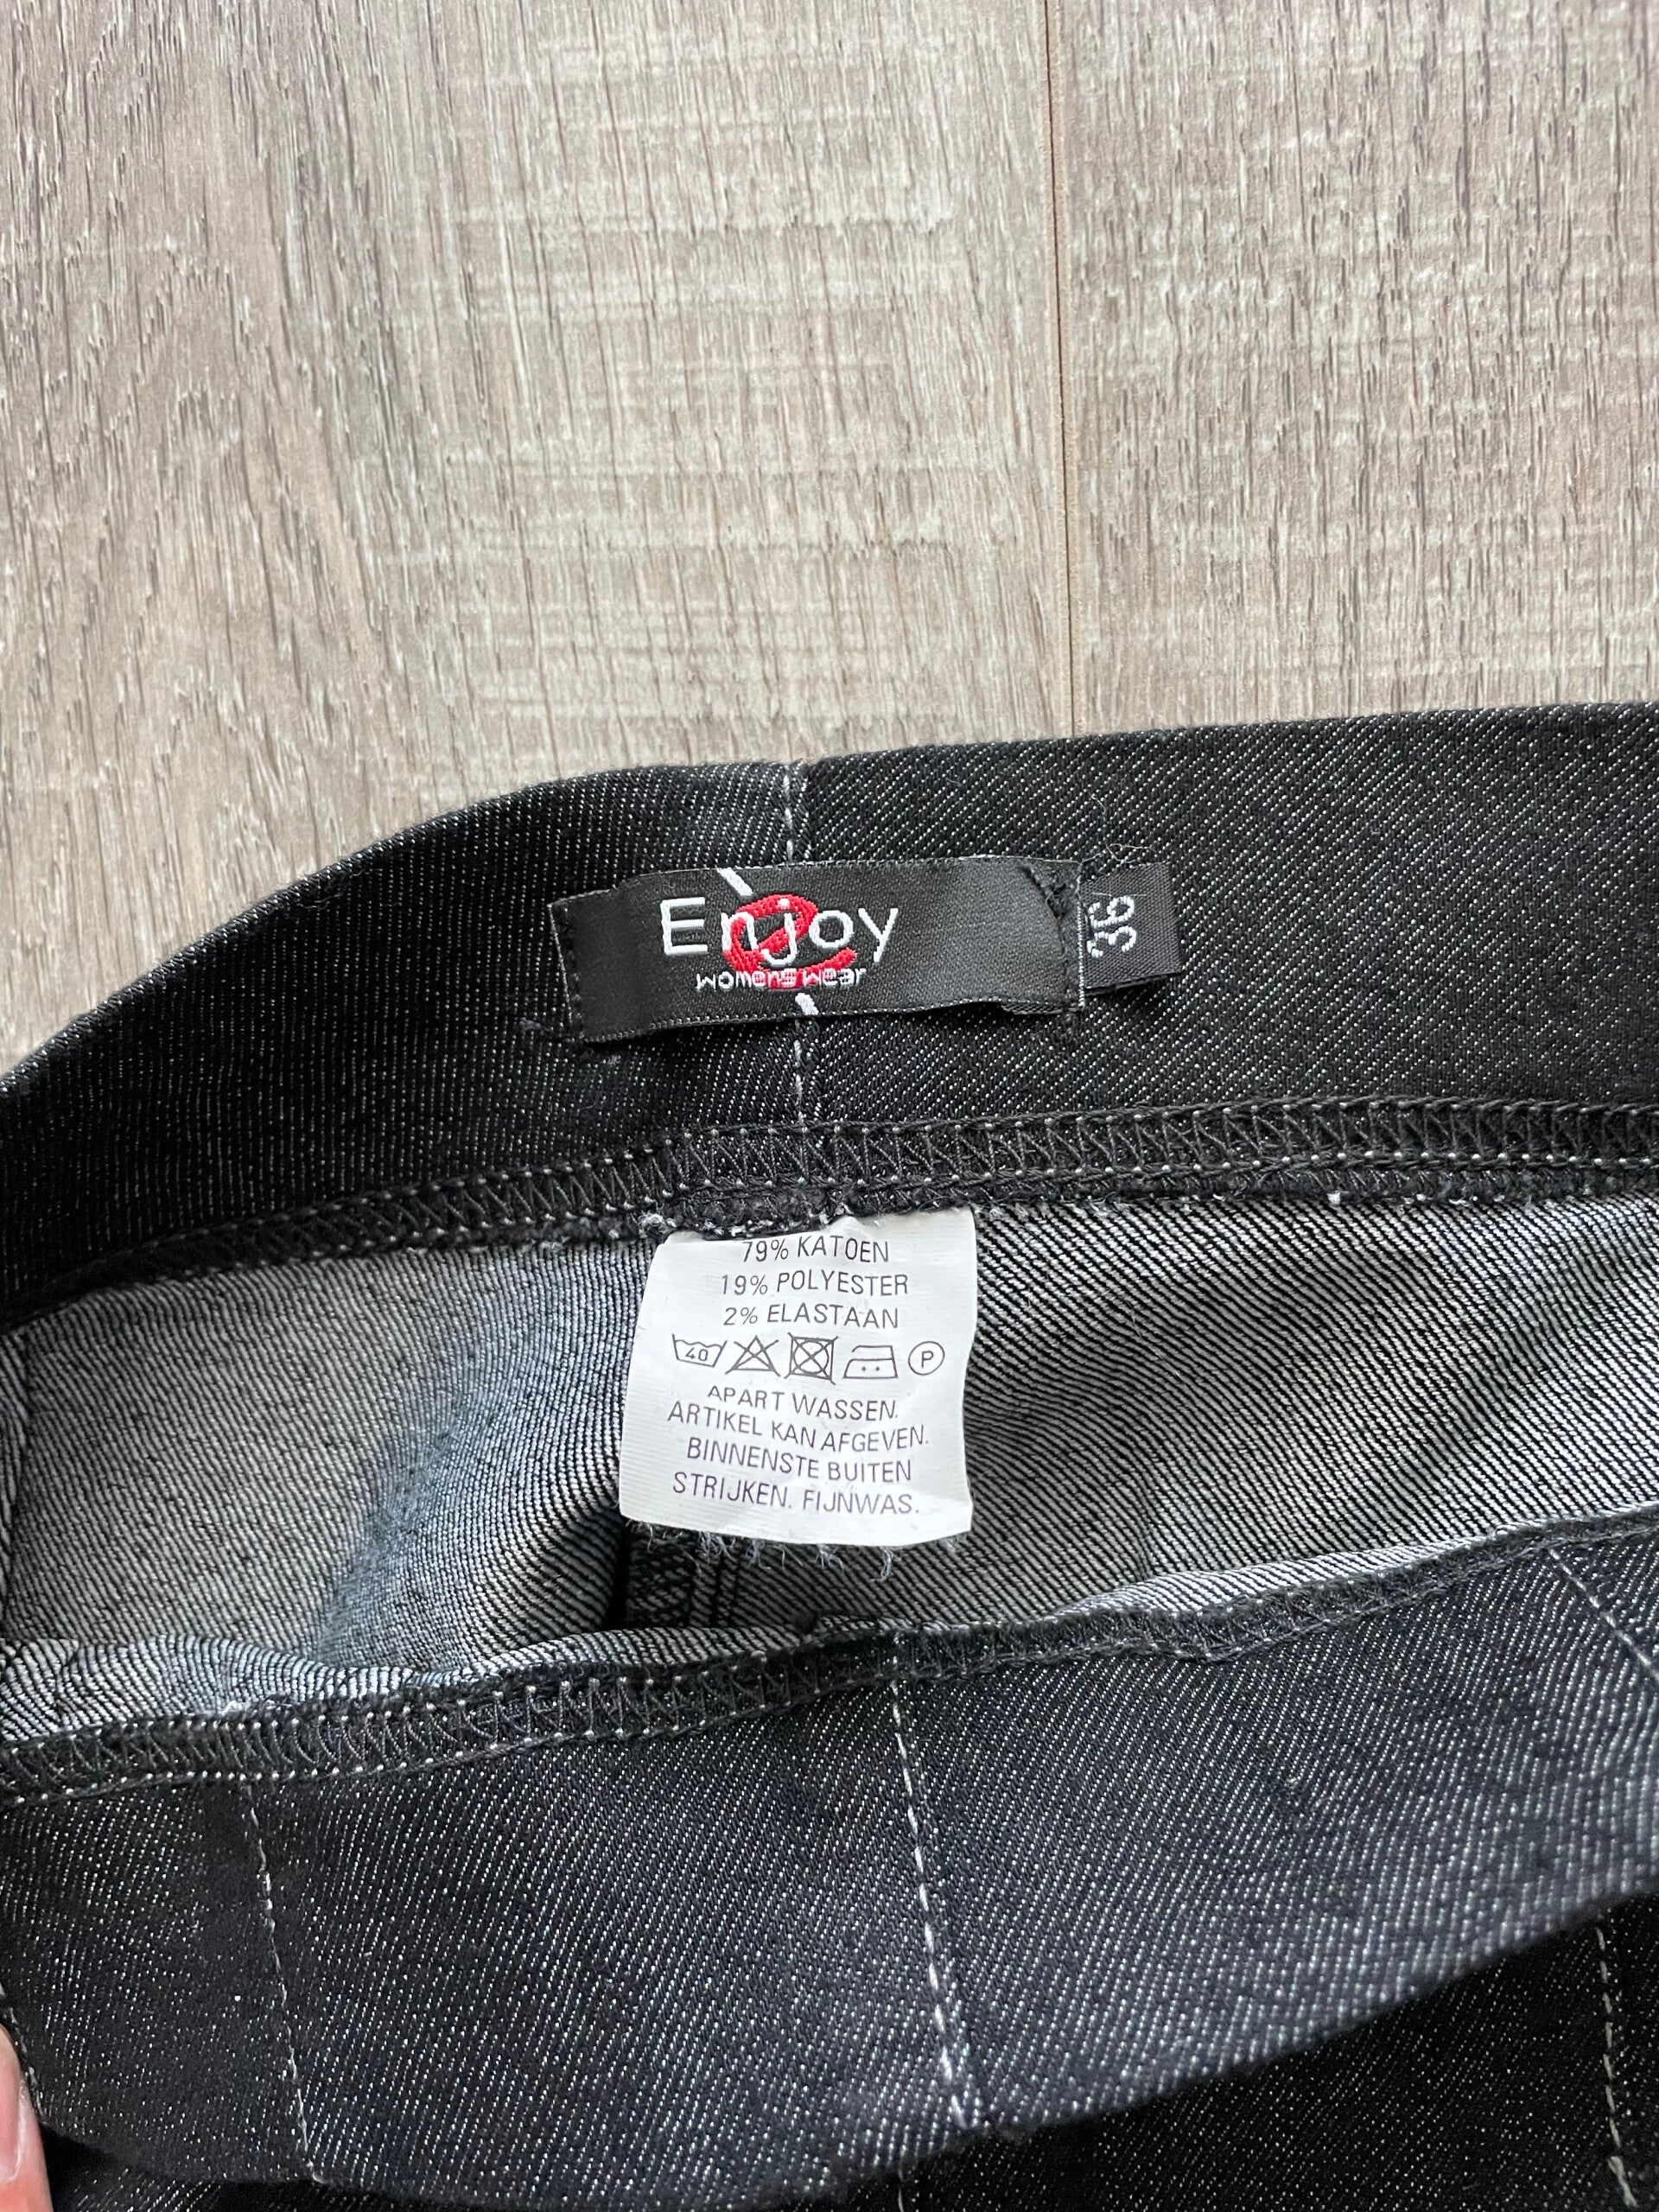 Enjoy
womens wear
36
79% KATOEN
19% POLYESTER
2% ELASTAAN
40 P
APART WASSEN.
ARTIKEL KAN AFGEVEN.
BINNENSTE BUITEN
STRIJKEN. FIJNWAS.